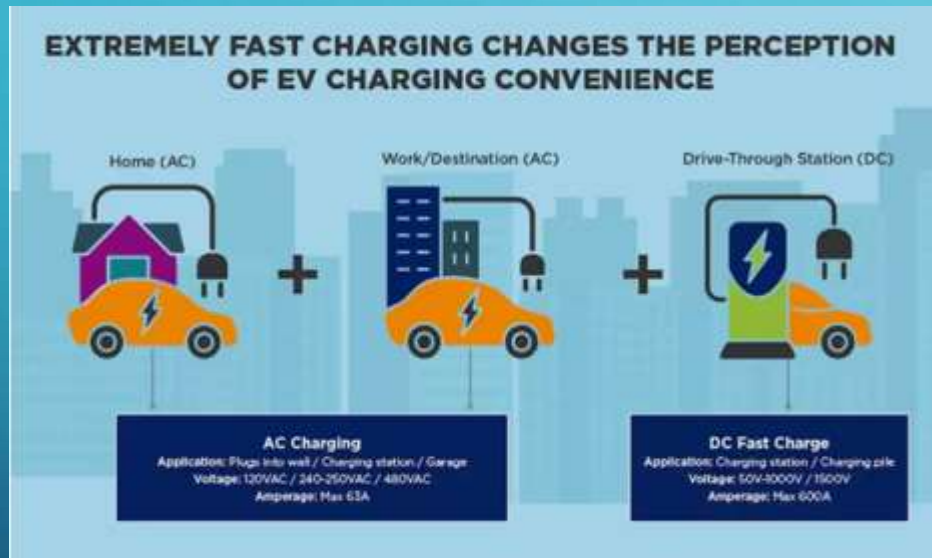 EXTREMELY FAST CHARGING CHANGES THE PERCEPTION
OF EV CHARGING CONVENIENCE
Home (AC)
Work/Destination (AC)
Drive-Through Station (DC)
AC Charging
Application: Plugs into wall / Charging station / Garage
Voltage: 120VAC / 240-250VAC / 480VAC
Amperage: Max 63A
DC Fast Charge
Application: Charging station / Charging pile
Voltage: 50V-1000V / 1500V
Amperage: Max 600A